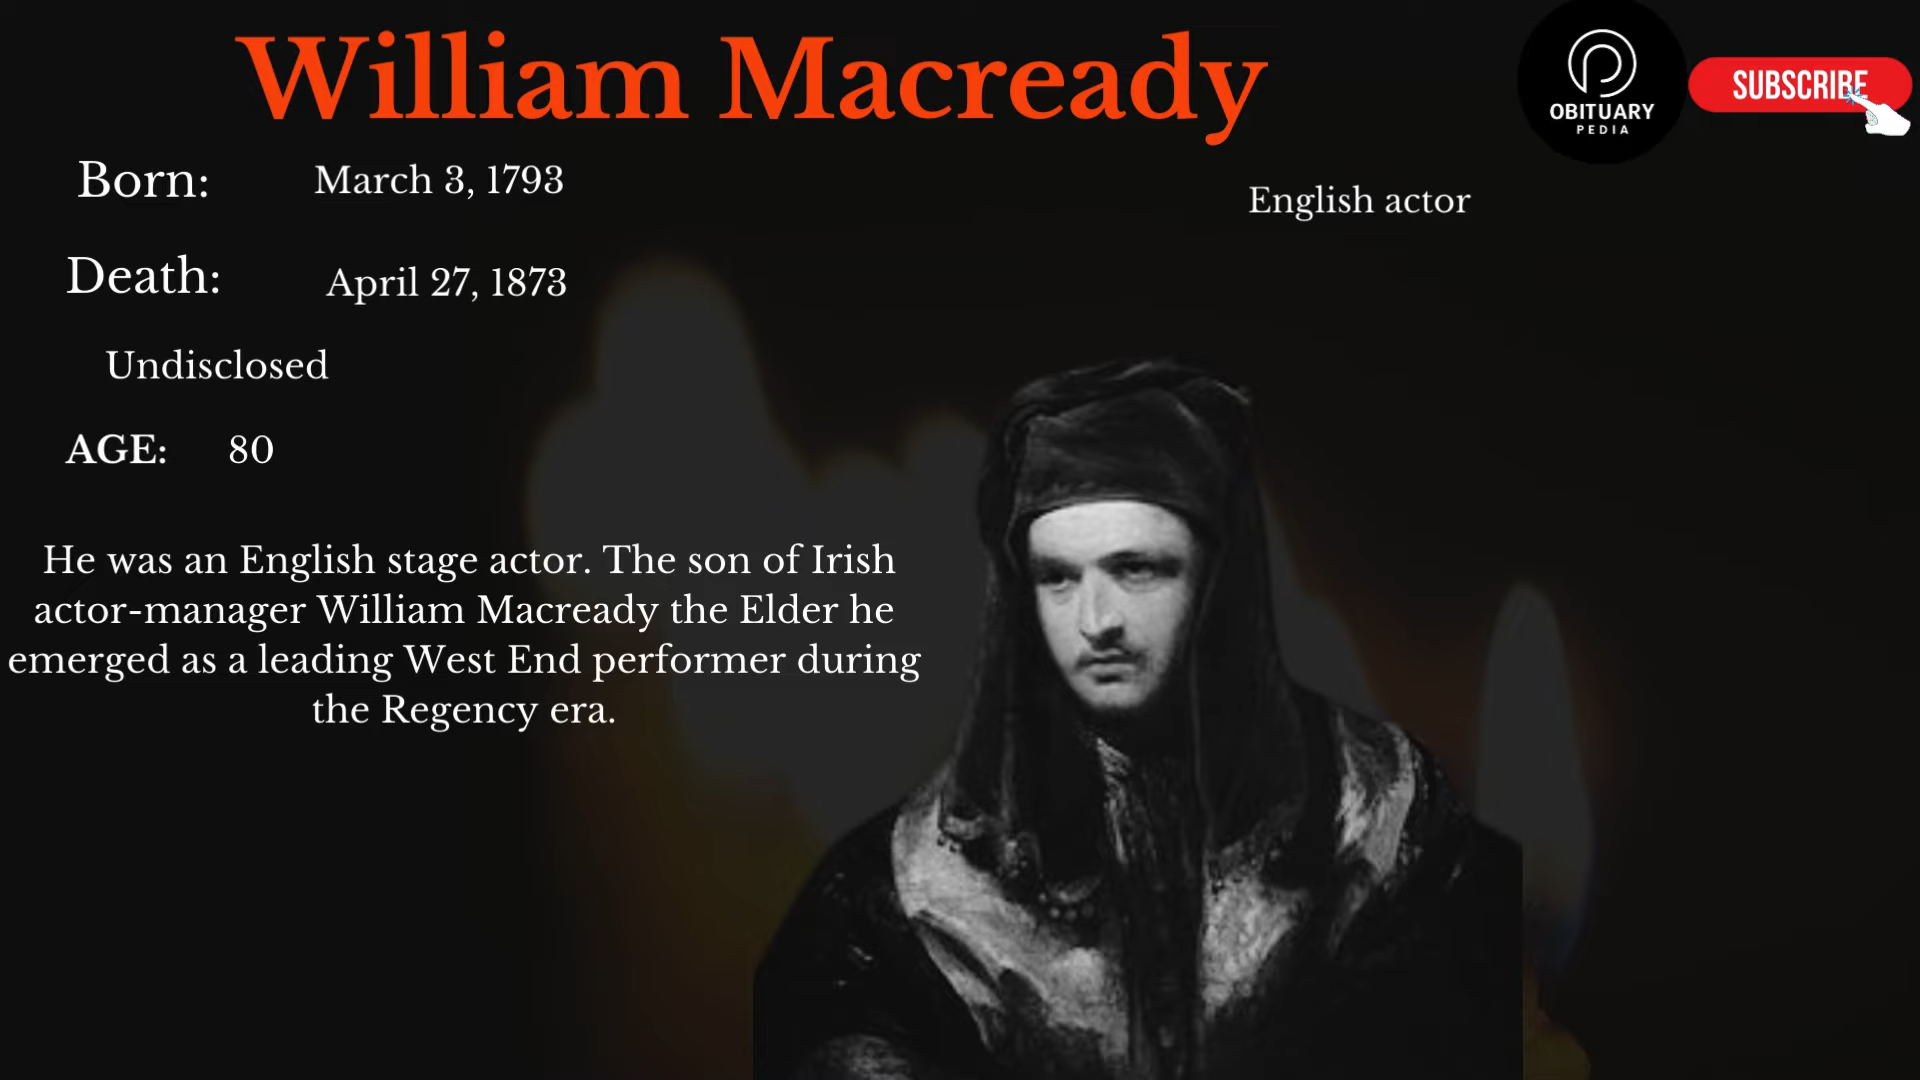 William Macready
OBITUARY
PEDIA
SUBSCRIBE
Born: March 3, 1793
English actor
Death: April 27, 1873
Undisclosed
AGE: 80
He was an English stage actor. The son of Irish
actor-manager William Macready the Elder he
emerged as a leading West End performer during
the Regency era.